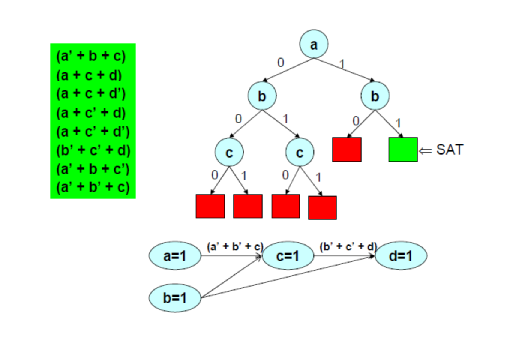 (a' + b + c)
(a + c + d)
(a + c + d')
(a + c' + d)
(a + c' + d')
(b' + c' + d)
(a' + b + c')
(a' + b' + c)
a
0 1
b b
0 1 0 1
c c ⇐ SAT
0 1 0 1
(a' + b' + c) (b' + c' + d)
a=1 c=1 d=1
b=1